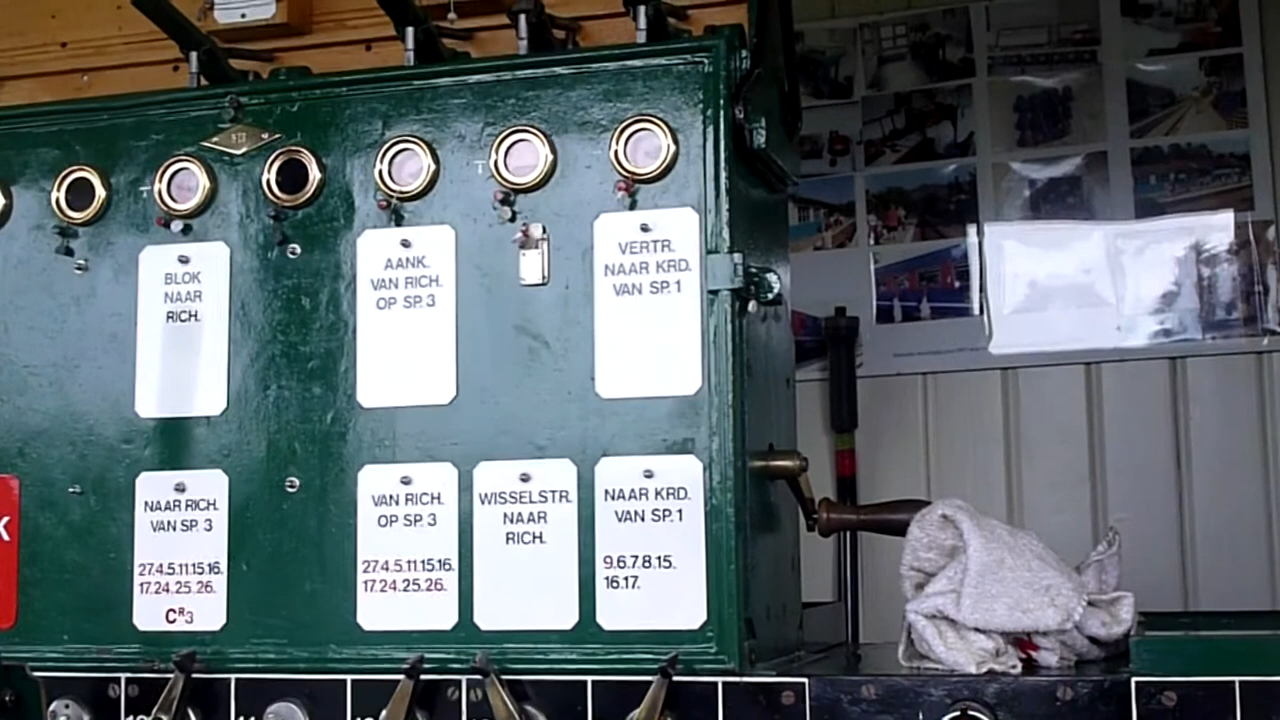 BLOK
NAAR
RICH.
AANK.
VAN RICH.
OP SP. 3
VERTR.
NAAR KRD.
VAN SP. 1
K
NAAR RICH.
VAN SP. 3
27.4.5.11.15.16.
17.24.25.26.
CR3
VAN RICH.
OP SP. 3
27.4.5.11.15.16.
17.24.25.26.
WISSELSTR.
NAAR
RICH.
NAAR KRD.
VAN SP. 1
9.6.7.8.15.
16.17.